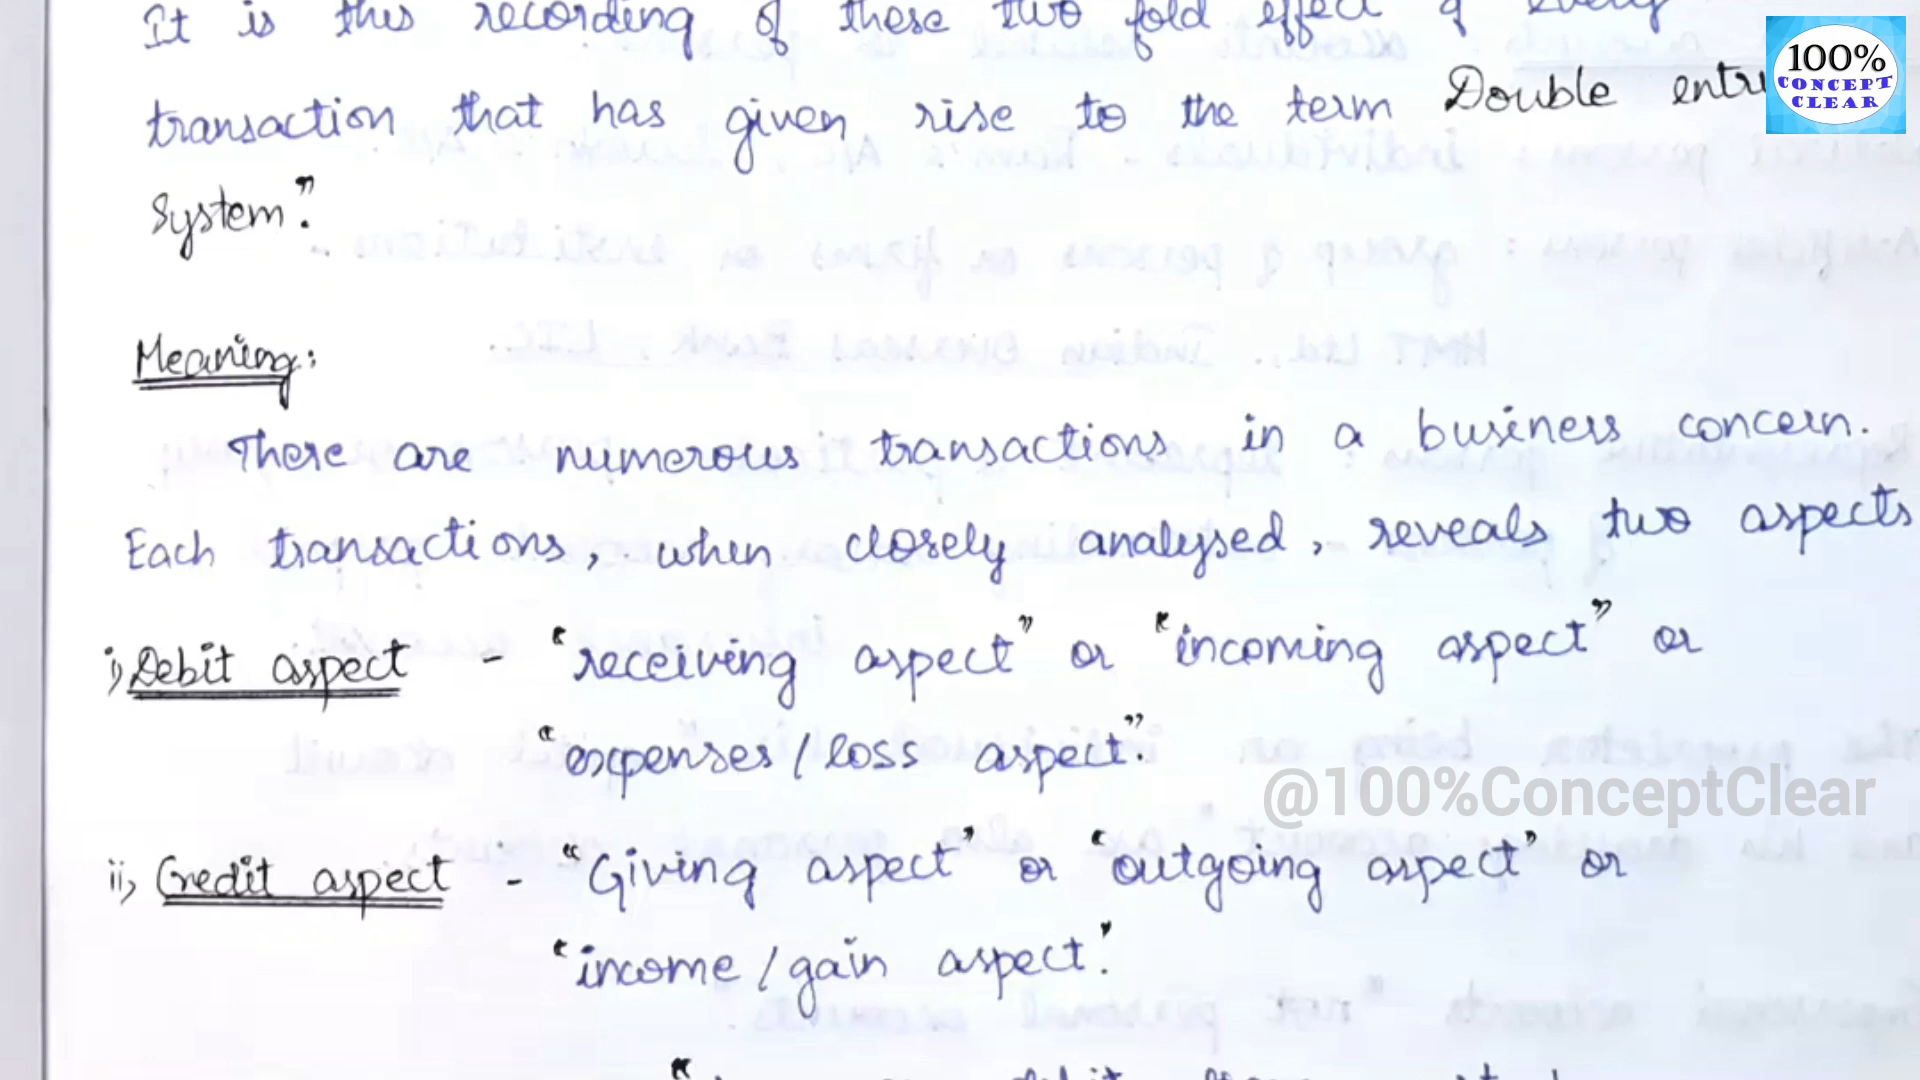 It is this recording of these two fold effect of every
transaction that has given rise to the term Double entry
System."
Meaning:
There are numerous transactions in a business concern.
Each transactions, when closely analysed, reveals two aspects
i) Debit aspect - "receiving aspect" or "incoming aspect" or
"expenses/loss aspect."
@100%ConceptClear
ii) Credit aspect - "Giving aspect" or "outgoing aspect" or
"income/gain aspect."
100%
CONCEPT
CLEAR